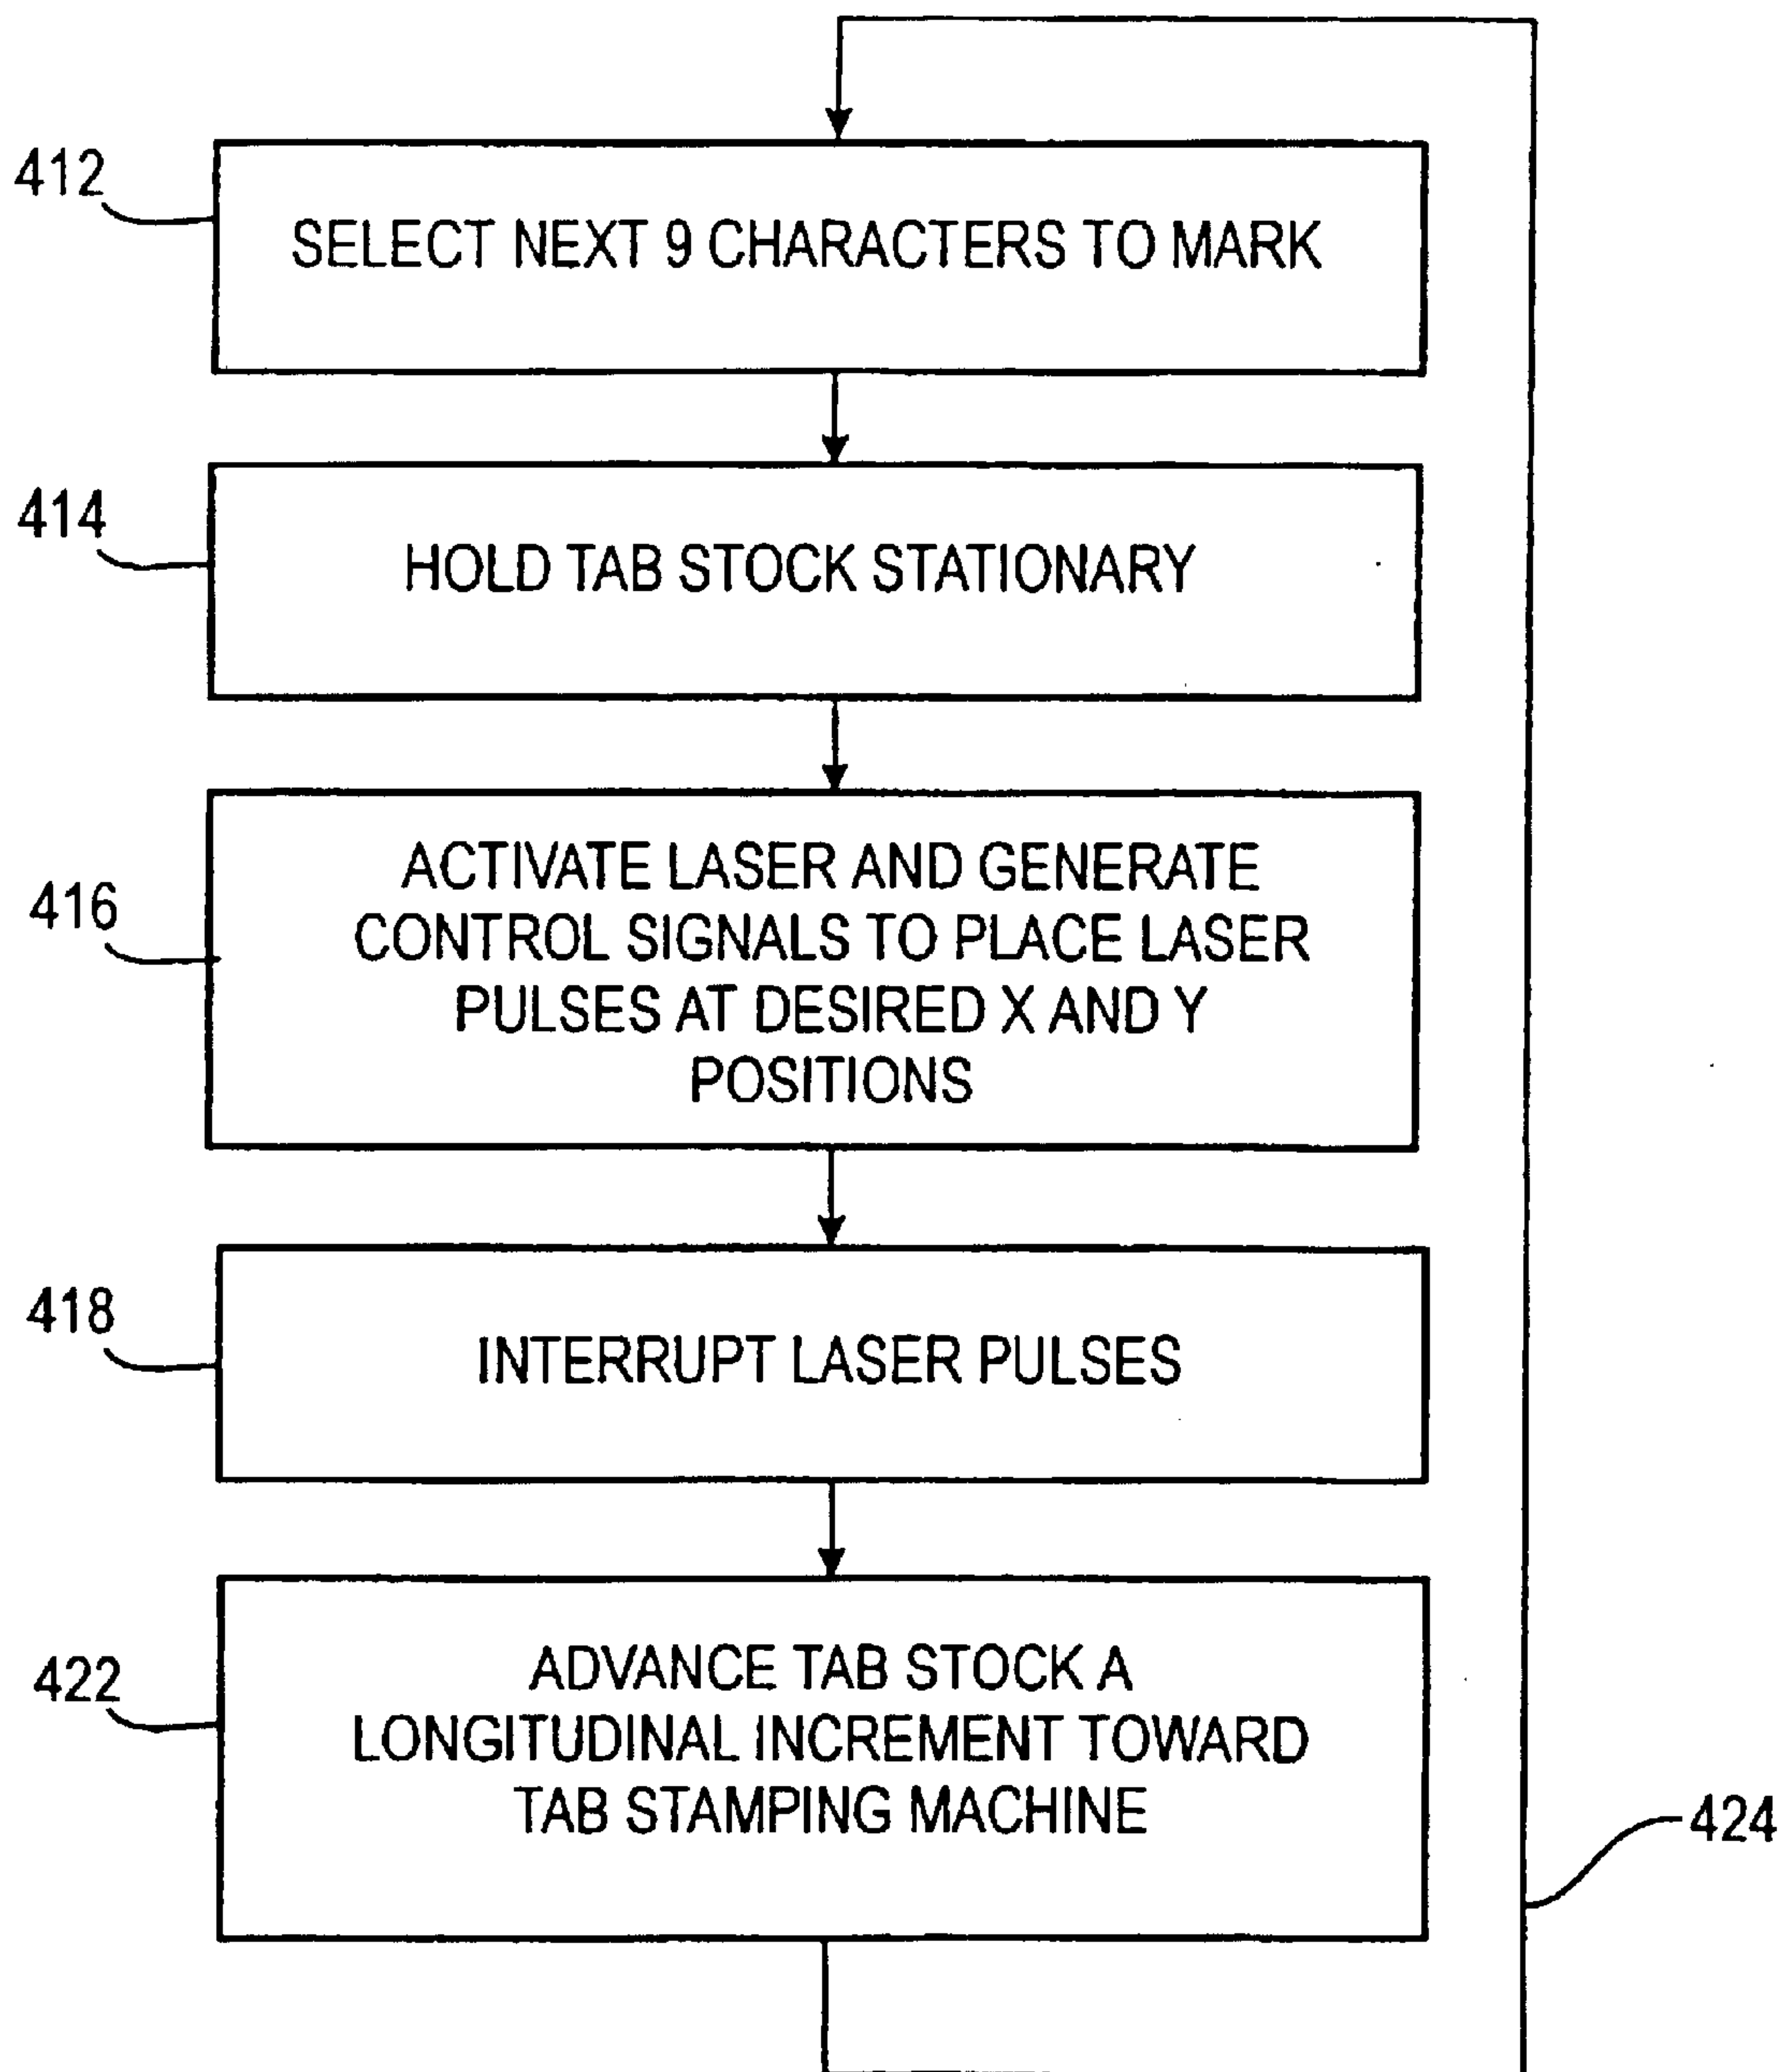 412
SELECT NEXT 9 CHARACTERS TO MARK
414
HOLD TAB STOCK STATIONARY
416
ACTIVATE LASER AND GENERATE
CONTROL SIGNALS TO PLACE LASER
PULSES AT DESIRED X AND Y
POSITIONS
418
INTERRUPT LASER PULSES
422
ADVANCE TAB STOCK A
LONGITUDINAL INCREMENT TOWARD
TAB STAMPING MACHINE
424